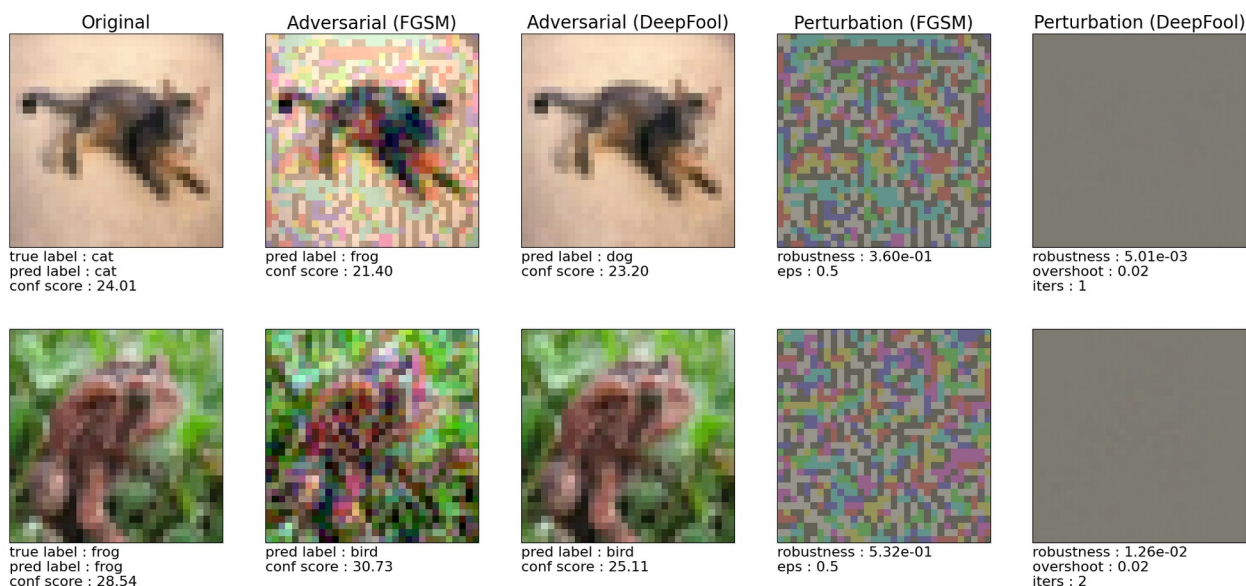 Original
Adversarial (FGSM)
Adversarial (DeepFool)
Perturbation (FGSM)
Perturbation (DeepFool)
true label : cat
pred label : cat
conf score : 24.01
pred label : frog
conf score : 21.40
pred label : dog
conf score : 23.20
robustness : 3.60e-01
eps : 0.5
robustness : 5.01e-03
overshoot : 0.02
iters : 1
true label : frog
pred label : frog
conf score : 28.54
pred label : bird
conf score : 30.73
pred label : bird
conf score : 25.11
robustness : 5.32e-01
eps : 0.5
robustness : 1.26e-02
overshoot : 0.02
iters : 2